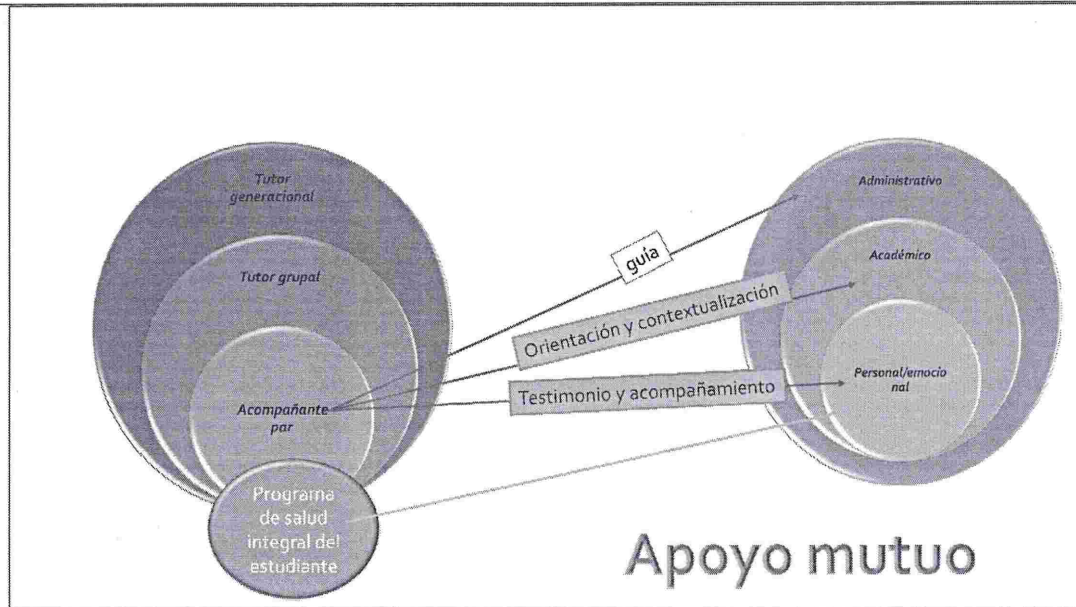 Tutor
generacional
Tutor grupal
Acompañante
par
Programa
de salud
integral del
estudiante
guía
Orientación y contextualización
Testimonio y acompañamiento
Administrativo
Académico
Personal/emocio
nal
Apoyo mutuo